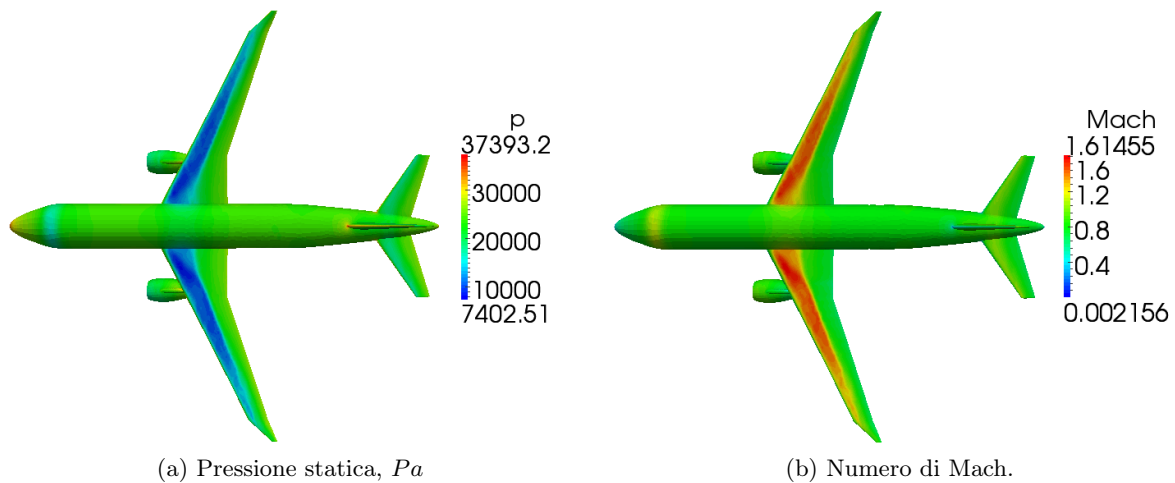 p
37393.2
30000
20000
10000
7402.51
Mach
1.61455
1.6
1.2
0.8
0.4
0.002156
(a) Pressione statica, Pa
(b) Numero di Mach.